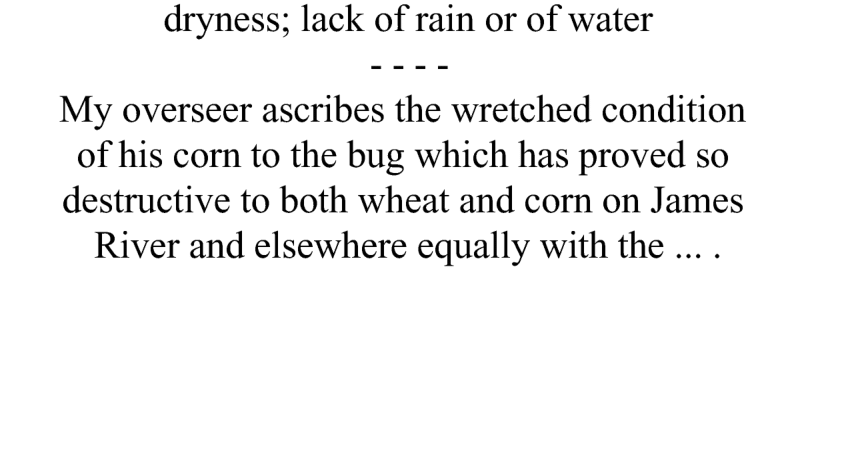 dryness; lack of rain or of water
- - - -
My overseer ascribes the wretched condition
of his corn to the bug which has proved so
destructive to both wheat and corn on James
River and elsewhere equally with the ... .